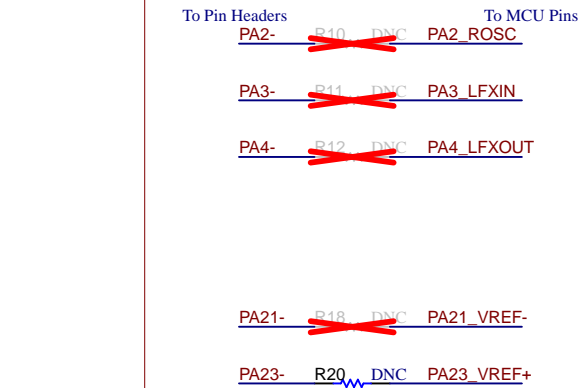 To Pin Headers To MCU Pins
PA2- R10 DNC PA2_ROSC
PA3- R11 DNC PA3_LFXIN
PA4- R12 DNC PA4_LFXOUT
PA21- R18 DNC PA21_VREF-
PA23- R20 DNC PA23_VREF+